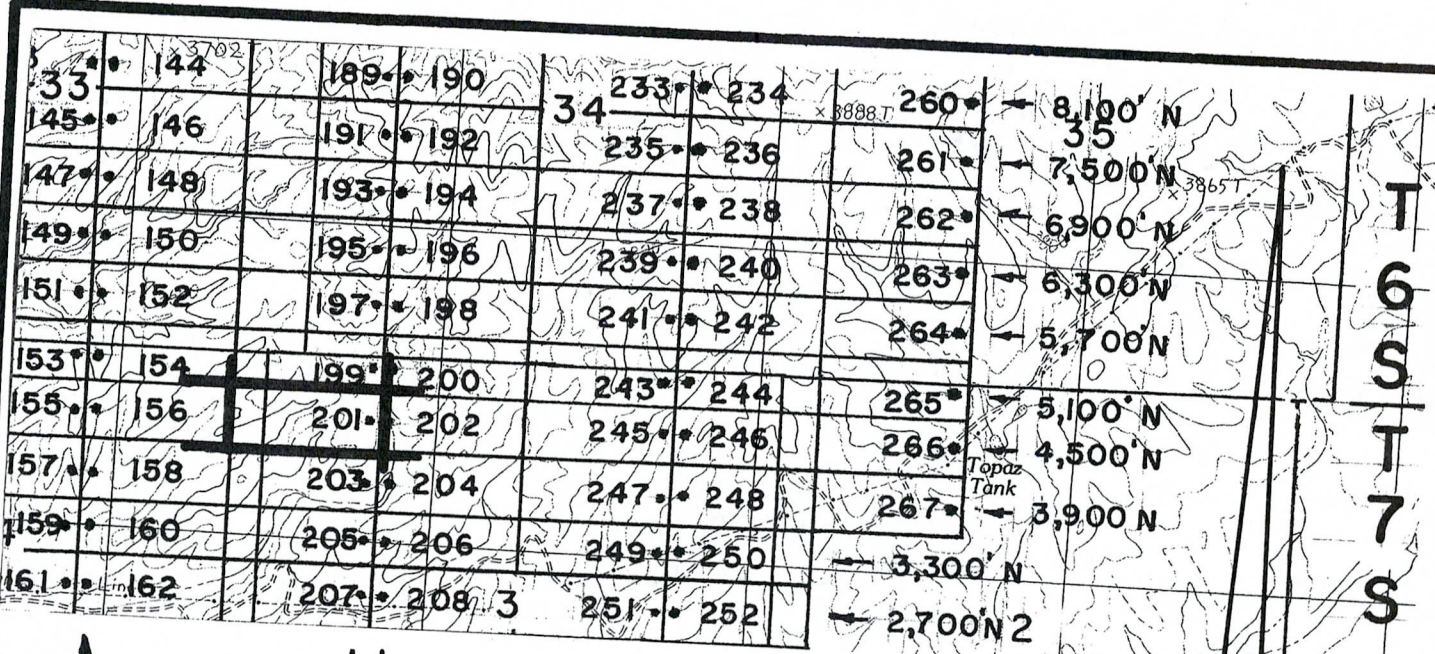 144 × 3702 189 190 233 234 260 8,100' N
33 34 × 3888 T 35
145 146 191 192 235 236 261 7,500' N
147 148 193 194 237 238 262 6,900' N × 3865 T
149 150 195 196 239 240 263 6,300' N
151 152 197 198 241 242 264 5,700' N
153 154 199 200 243 244 265 5,100' N
155 156 201 202 245 246 266 4,500' N
Topaz
Tank
157 158 203 204 247 248 267 3,900 N
159 160 205 206 249 250 3,300' N
161 162 207 208 3 251 252 2,700' N 2
T
6
S
T
7
S